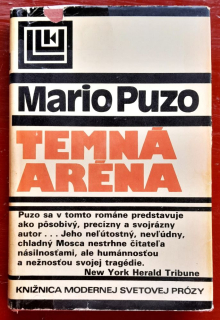 Mario Puzo
TEMNÁ
ARÉNA
Puzo sa v tomto románe predstavuje
ako pôsobivý, precízny a svojrázny
autor . . . Jeho neľútostný, nevľúdny,
chladný Mosca nestrhne čitateľa
násilnosťami, ale humánnosťou
a nežnosťou svojej tragédie.
New York Herald Tribune
KNIŽNICA MODERNEJ SVETOVEJ PRÓZY